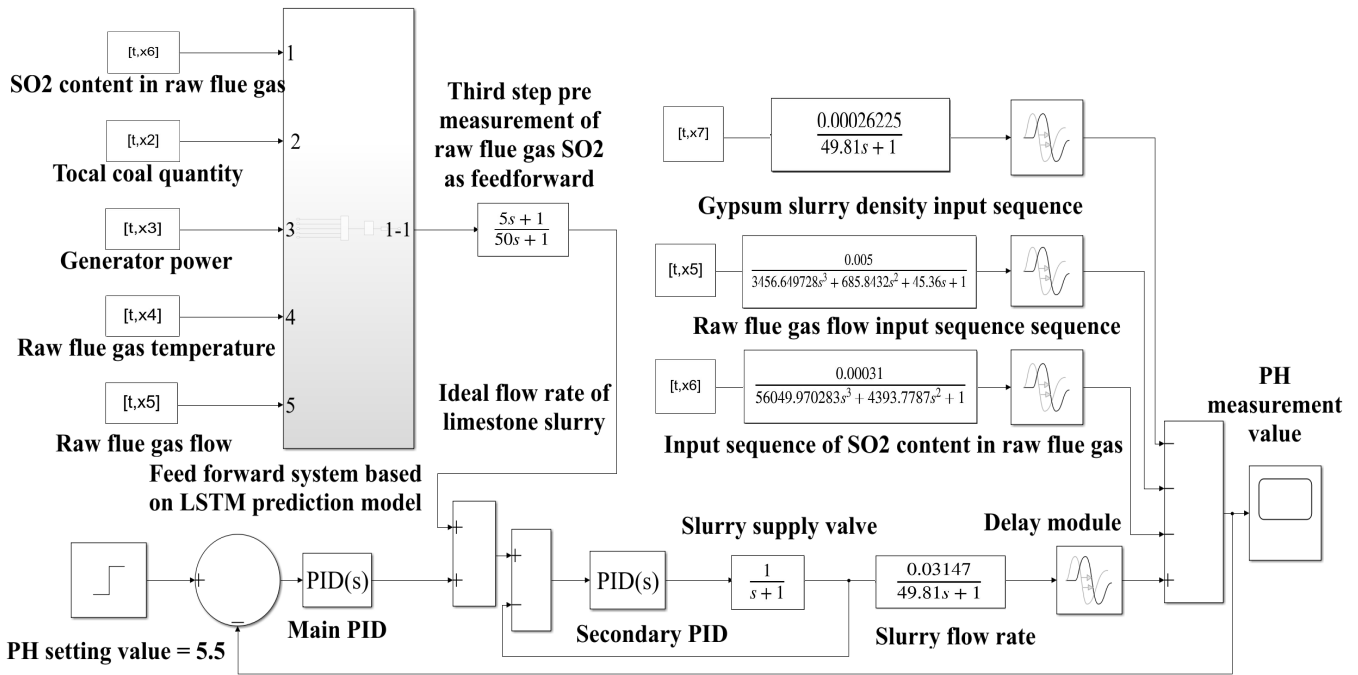 [t,x6]
1
SO2 content in raw flue gas
[t,x2]
2
Tocal coal quantity
[t,x3]
3
1-1
Generator power
[t,x4]
4
Raw flue gas temperature
[t,x5]
5
Raw flue gas flow
Feed forward system based
on LSTM prediction model
Third step pre
measurement of
raw flue gas SO2
as feedforward
5s + 1
50s + 1
Ideal flow rate of
limestone slurry
[t,x7]
0.00026225
49.81s + 1
Gypsum slurry density input sequence
[t,x5]
0.005
3456.649728s³ + 685.8432s² + 45.36s + 1
Raw flue gas flow input sequence sequence
[t,x6]
0.00031
56049.970283s³ + 4393.7787s² + 1
Input sequence of SO2 content in raw flue gas
PH
measurement
value
PH setting value = 5.5
+
−
PID(s)
Main PID
+
+
+
−
PID(s)
Secondary PID
Slurry supply valve
1
s + 1
0.03147
49.81s + 1
Slurry flow rate
Delay module
−
−
−
+